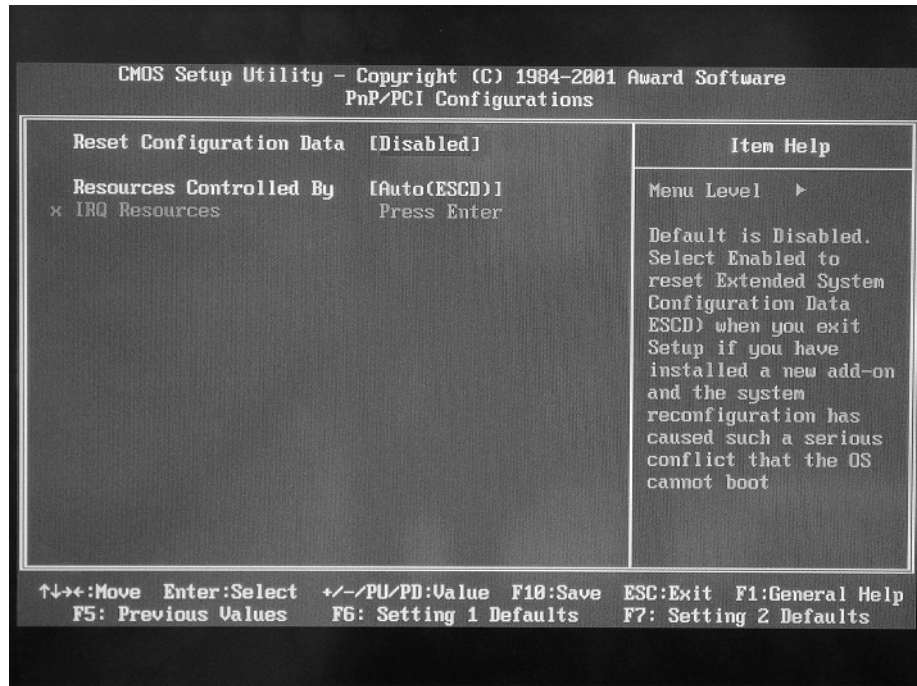 CMOS Setup Utility – Copyright (C) 1984–2001 Award Software
PnP/PCI Configurations
Reset Configuration Data [Disabled]
Resources Controlled By [Auto(ESCD)]
x IRQ Resources Press Enter
Item Help
Menu Level ►
Default is Disabled.
Select Enabled to
reset Extended System
Configuration Data
ESCD) when you exit
Setup if you have
installed a new add-on
and the system
reconfiguration has
caused such a serious
conflict that the OS
cannot boot
↑↓→←:Move Enter:Select +/-/PU/PD:Value F10:Save ESC:Exit F1:General Help
F5: Previous Values F6: Setting 1 Defaults F7: Setting 2 Defaults